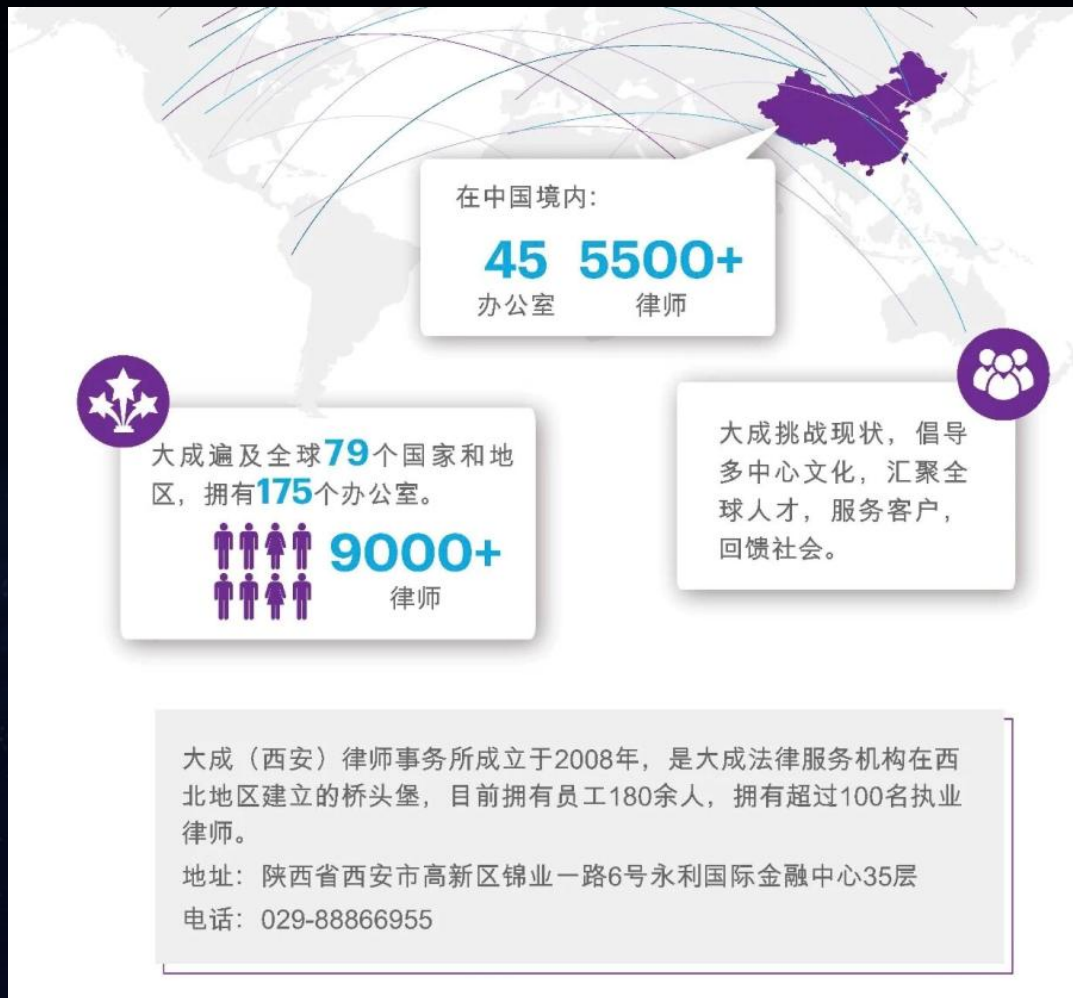 在中国境内：
45 5500+
办公室 律师
大成遍及全球79个国家和地
区，拥有175个办公室。
9000+
律师
大成挑战现状，倡导
多中心文化，汇聚全
球人才，服务客户，
回馈社会。
大成（西安）律师事务所成立于2008年，是大成法律服务机构在西
北地区建立的桥头堡，目前拥有员工180余人，拥有超过100名执业
律师。
地址：陕西省西安市高新区锦业一路6号永利国际金融中心35层
电话：029-88866955